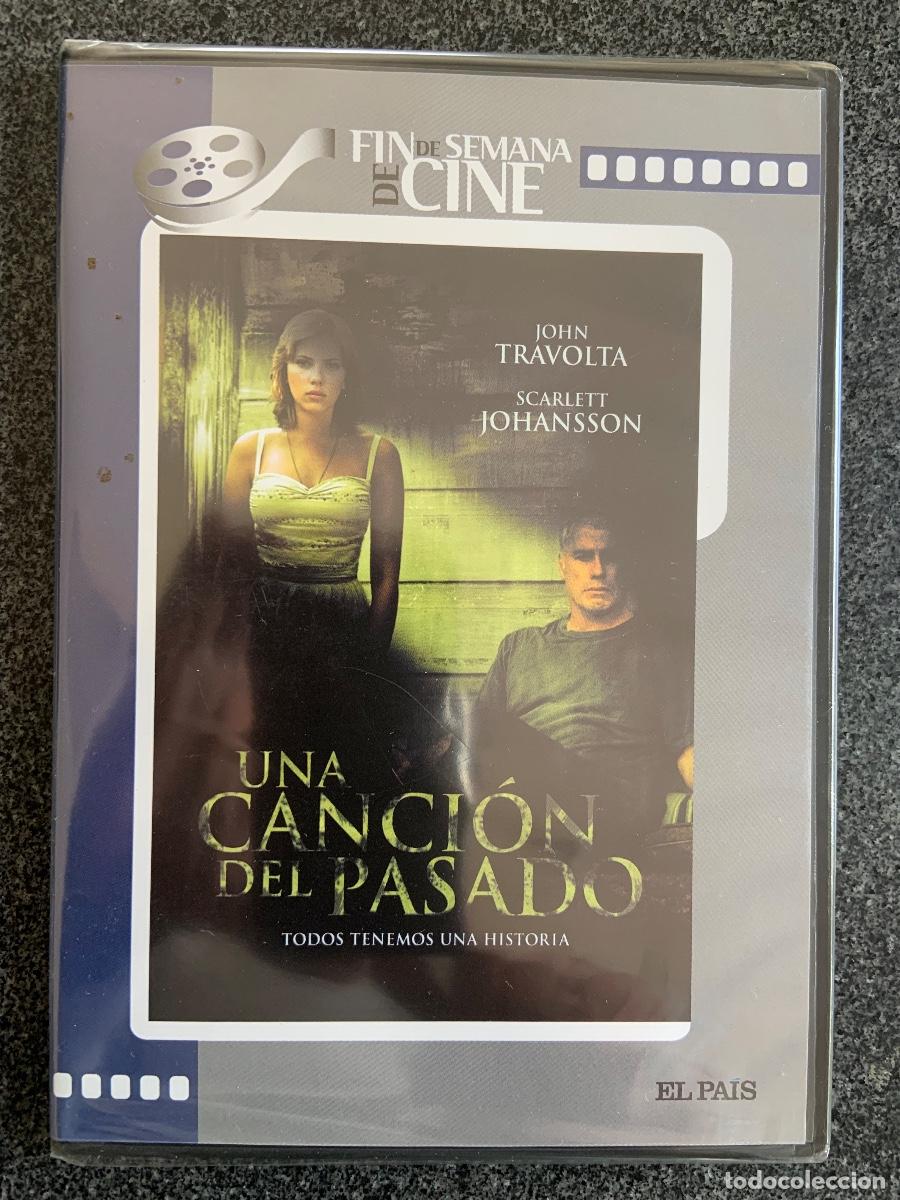 FIN DE SEMANA
DE CINE
JOHN
TRAVOLTA
SCARLETT
JOHANSSON
UNA
CANCIÓN
DEL PASADO
TODOS TENEMOS UNA HISTORIA
EL PAÍS
todocoleccion